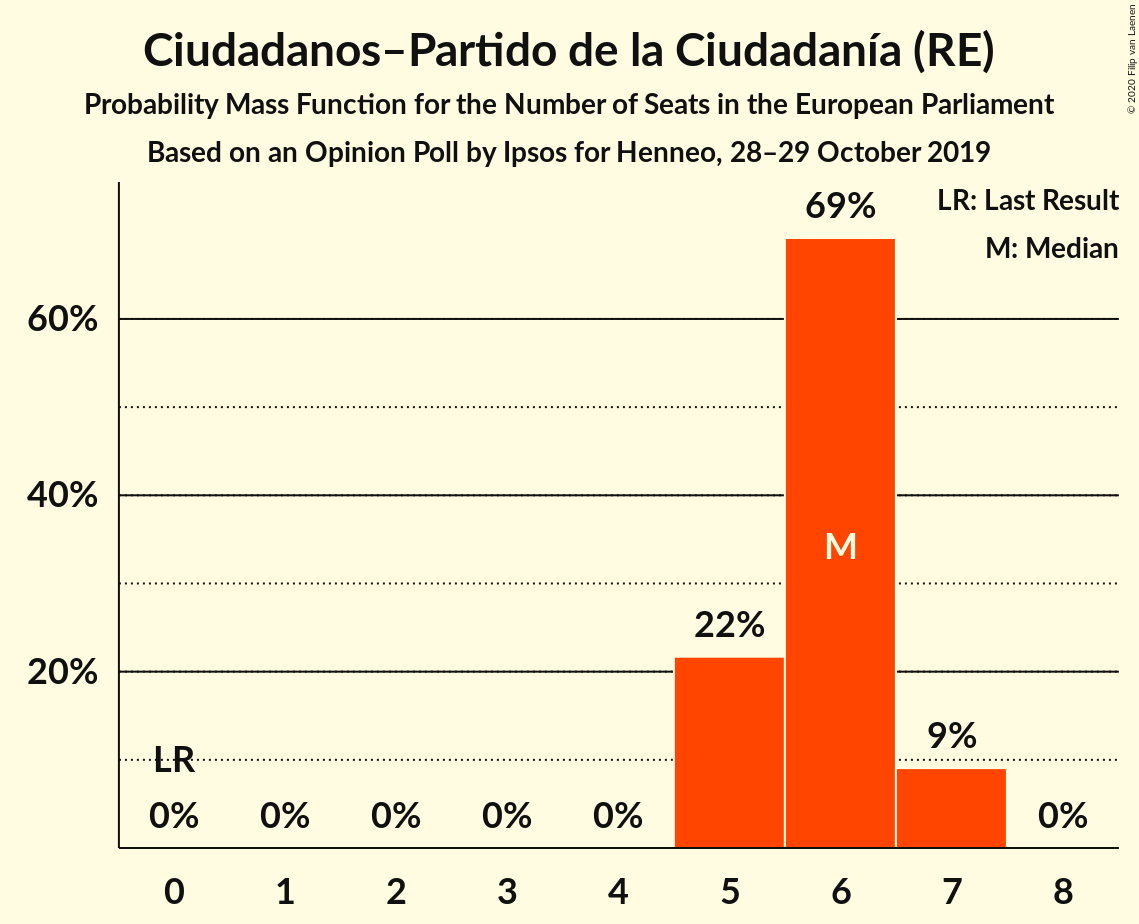 Ciudadanos–Partido de la Ciudadanía (RE)
Probability Mass Function for the Number of Seats in the European Parliament
Based on an Opinion Poll by Ipsos for Henneo, 28–29 October 2019
© 2020 Filip van Laenen
LR: Last Result
M: Median
69%
60%
40%
M
22%
20%
9%
LR
0% 0% 0% 0% 0% 0%
0 1 2 3 4 5 6 7 8